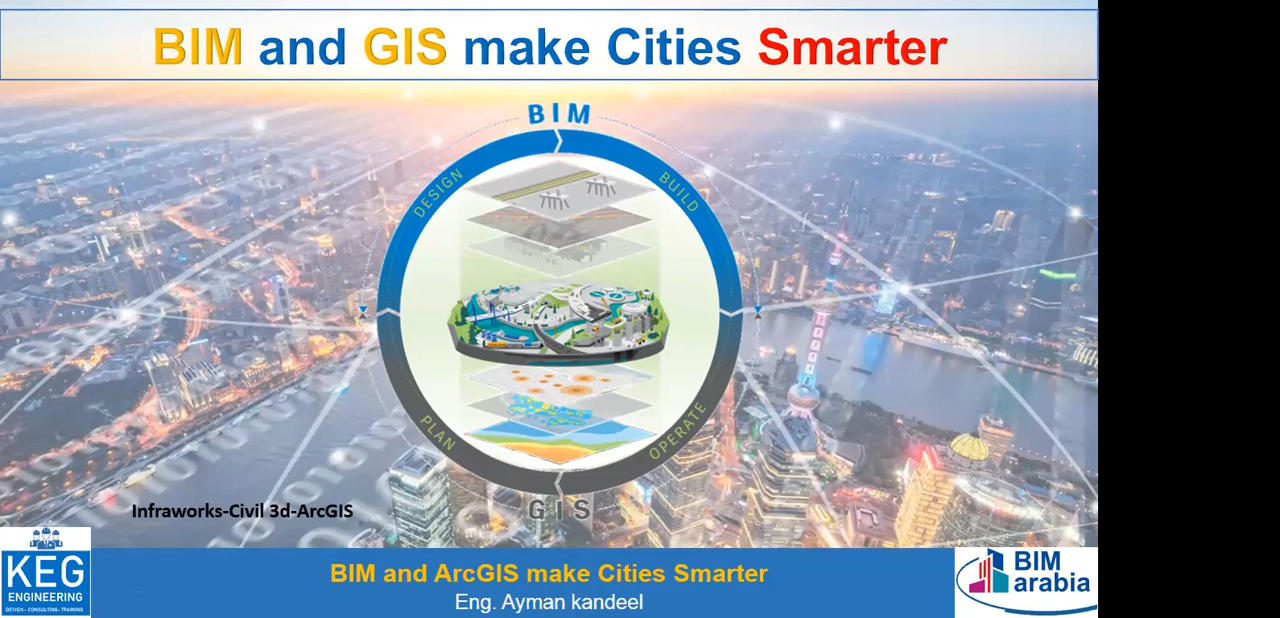 BIM and GIS make Cities Smarter
BIM
DESIGN
BUILD
PLAN
OPERATE
GIS
Infraworks-Civil 3d-ArcGIS
KEG
ENGINEERING
DESIGN - CONSULTING - TRAINING
BIM and ArcGIS make Cities Smarter
Eng. Ayman kandeel
BIM
arabia